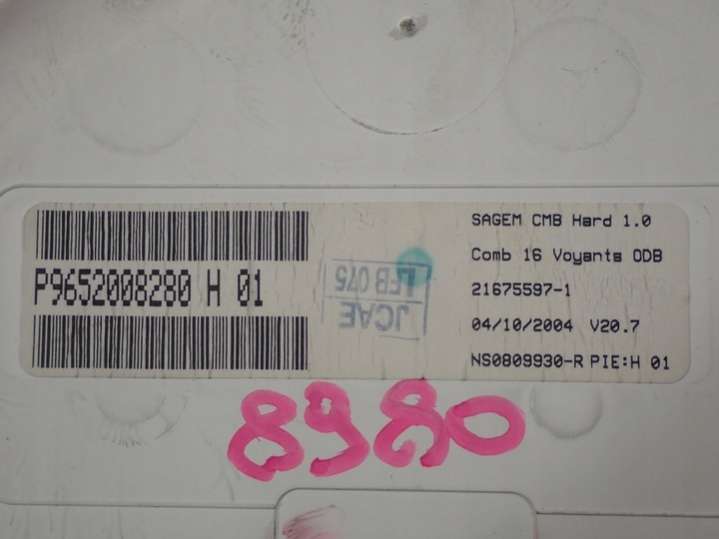 P9652008280 H 01
SAGEM CMB Hard 1.0
Comb 16 Voyants ODB
21675597-1
04/10/2004 V20.7
NS0809930-R PIE:H 01
JCAE
LEB 075
8980